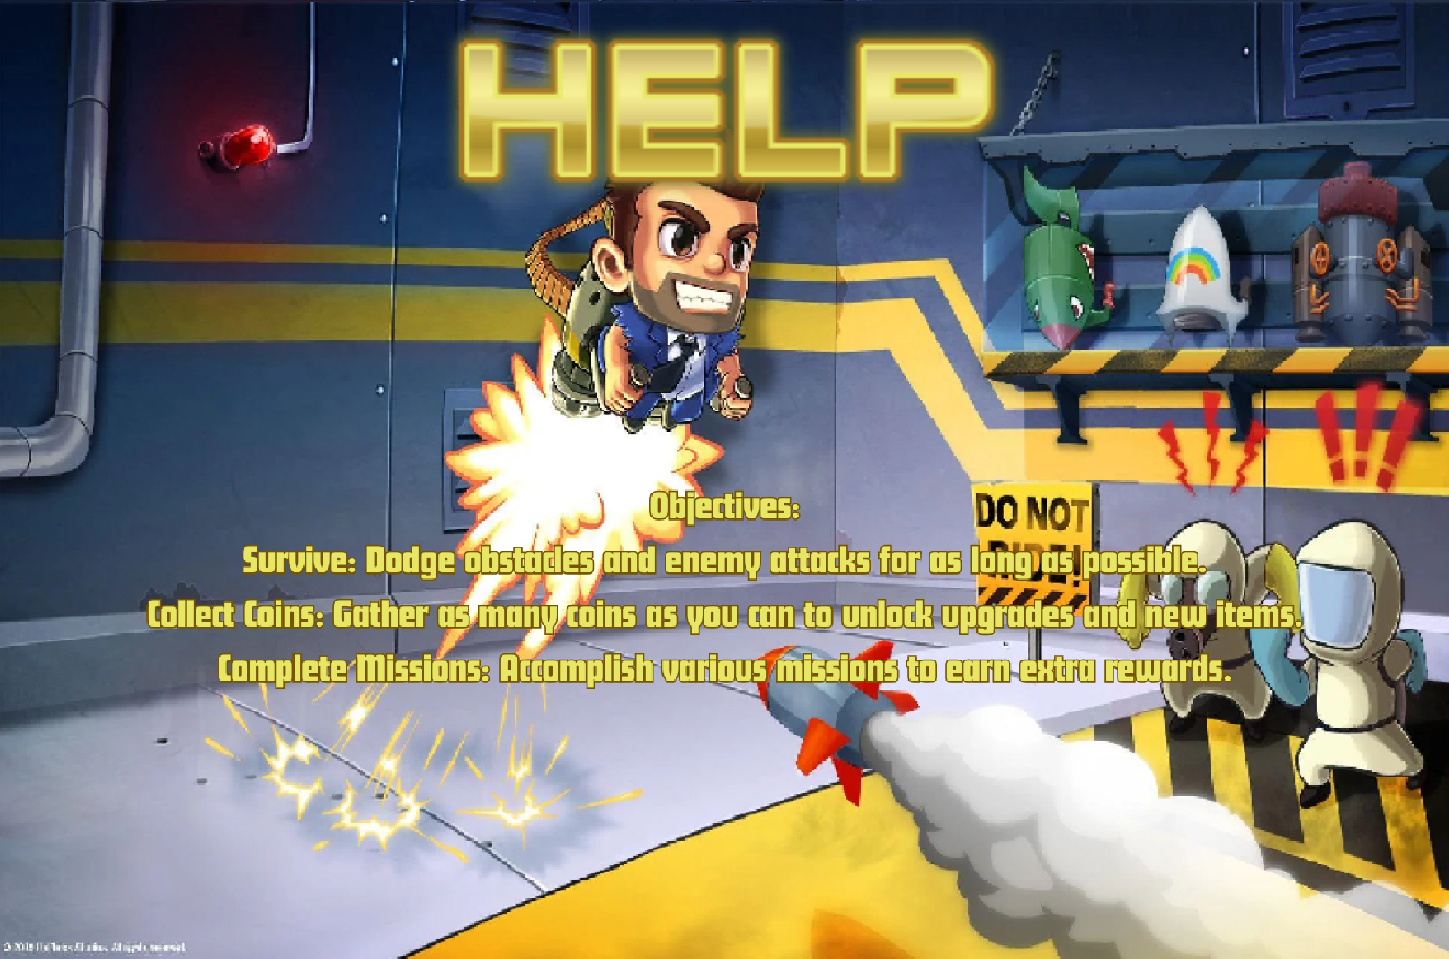 HELP
Objectives:
DO NOT
RIDE!
Survive: Dodge obstacles and enemy attacks for as long as possible.
Collect Coins: Gather as many coins as you can to unlock upgrades and new items.
Complete Missions: Accomplish various missions to earn extra rewards.